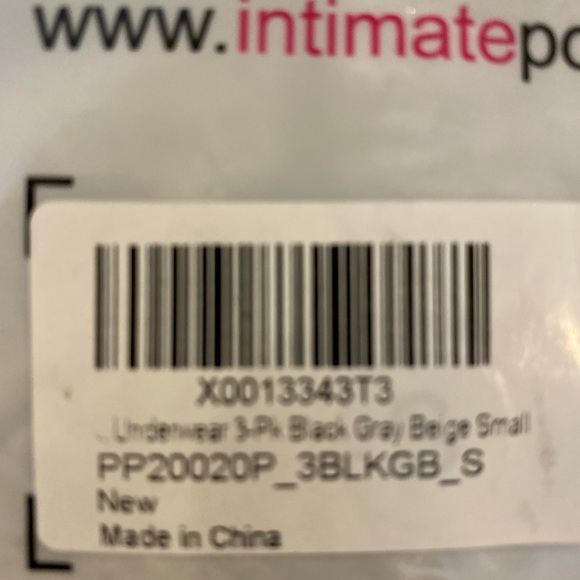 www.intimatepo
X0013343T3
...Underwear 3-Pk Black Gray Beige Small
PP20020P_3BLKGB_S
New
Made in China